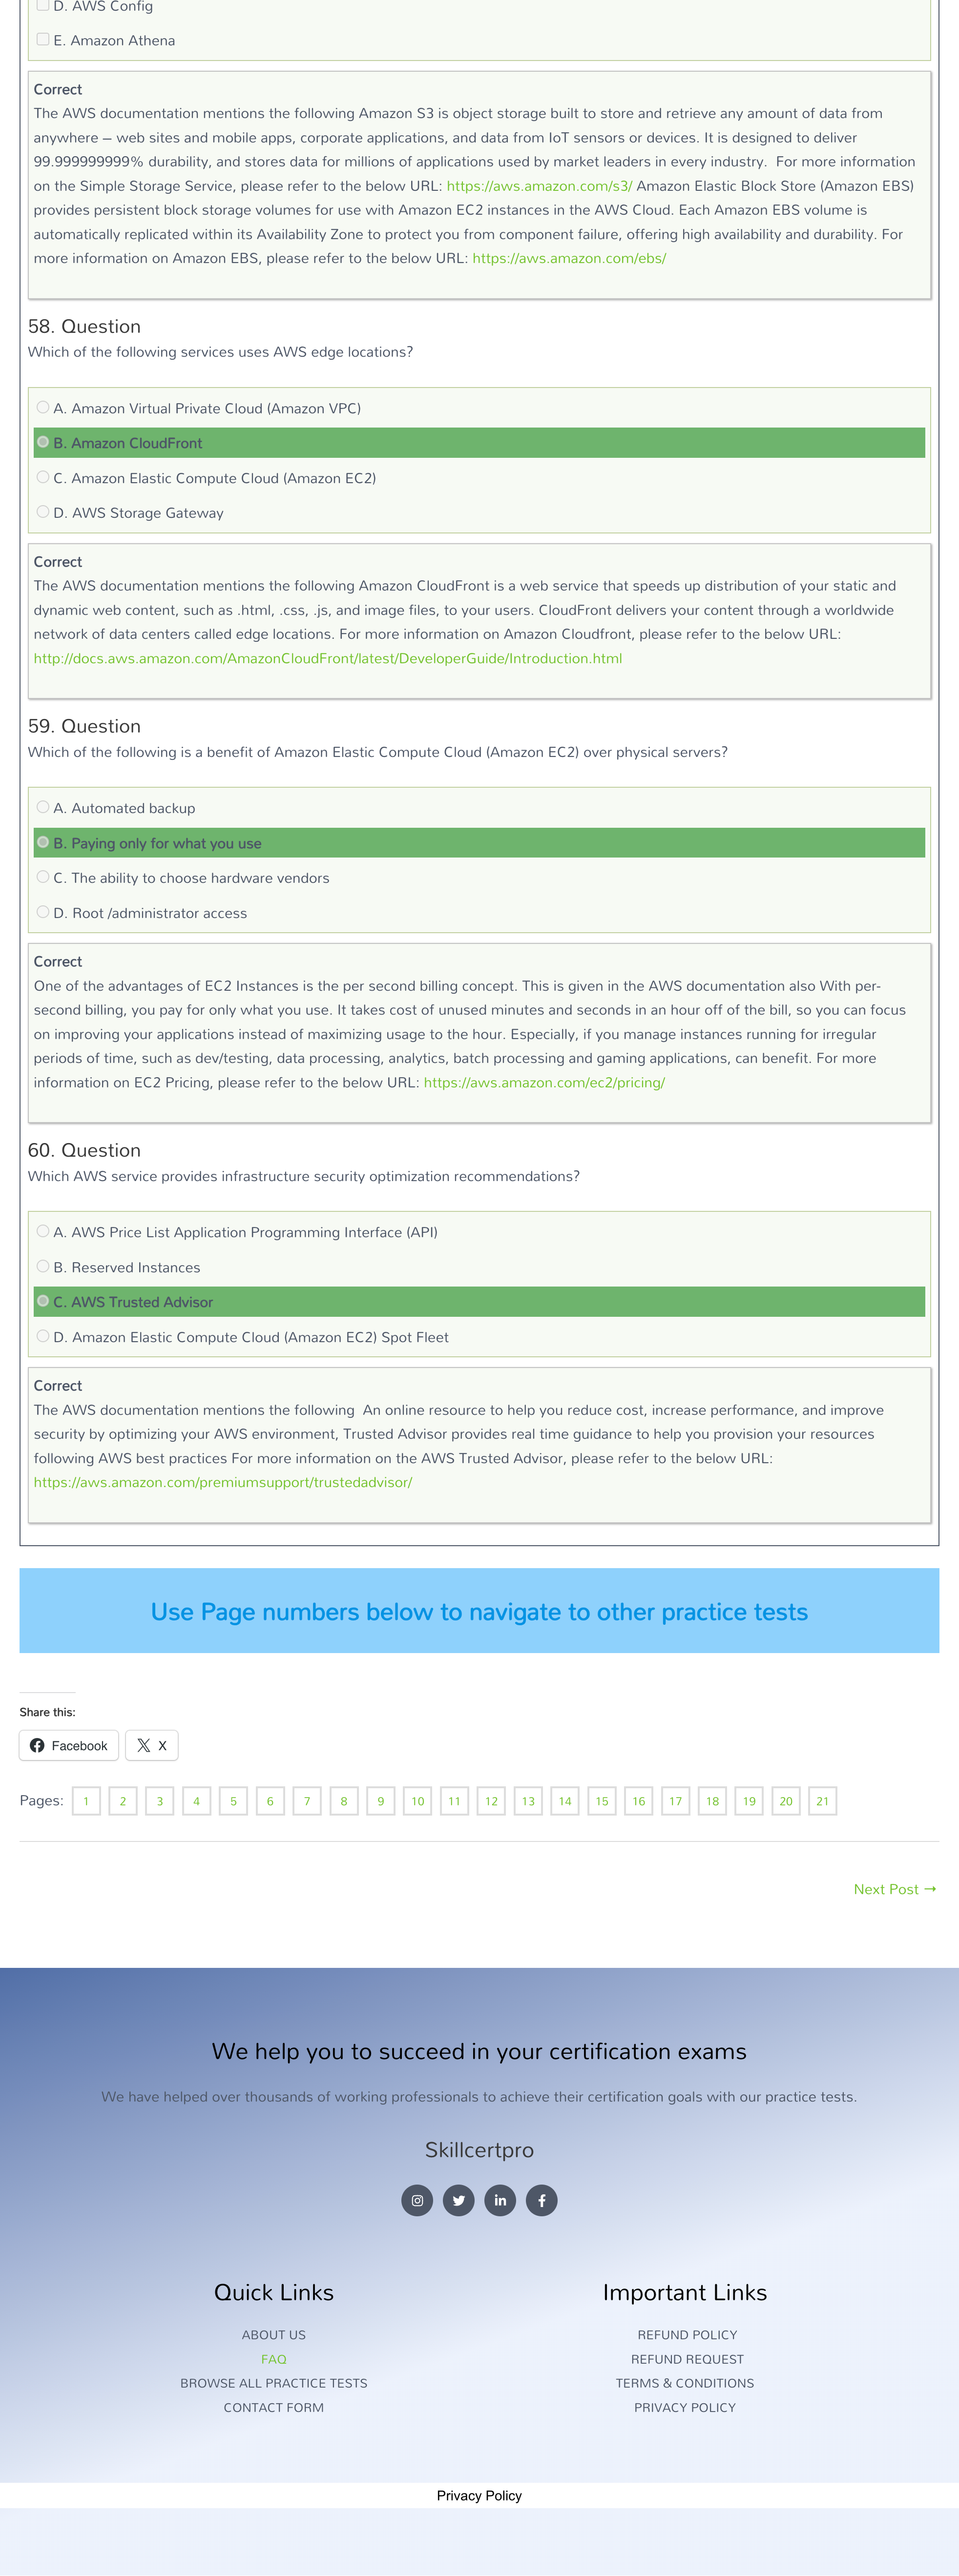 D. AWS Config
E. Amazon Athena
Correct
The AWS documentation mentions the following Amazon S3 is object storage built to store and retrieve any amount of data from
anywhere – web sites and mobile apps, corporate applications, and data from IoT sensors or devices. It is designed to deliver
99.999999999% durability, and stores data for millions of applications used by market leaders in every industry.  For more information
on the Simple Storage Service, please refer to the below URL: https://aws.amazon.com/s3/ Amazon Elastic Block Store (Amazon EBS)
provides persistent block storage volumes for use with Amazon EC2 instances in the AWS Cloud. Each Amazon EBS volume is
automatically replicated within its Availability Zone to protect you from component failure, offering high availability and durability. For
more information on Amazon EBS, please refer to the below URL: https://aws.amazon.com/ebs/
58. Question
Which of the following services uses AWS edge locations?
A. Amazon Virtual Private Cloud (Amazon VPC)
B. Amazon CloudFront
C. Amazon Elastic Compute Cloud (Amazon EC2)
D. AWS Storage Gateway
Correct
The AWS documentation mentions the following Amazon CloudFront is a web service that speeds up distribution of your static and
dynamic web content, such as .html, .css, .js, and image files, to your users. CloudFront delivers your content through a worldwide
network of data centers called edge locations. For more information on Amazon Cloudfront, please refer to the below URL:
http://docs.aws.amazon.com/AmazonCloudFront/latest/DeveloperGuide/Introduction.html
59. Question
Which of the following is a benefit of Amazon Elastic Compute Cloud (Amazon EC2) over physical servers?
A. Automated backup
B. Paying only for what you use
C. The ability to choose hardware vendors
D. Root /administrator access
Correct
One of the advantages of EC2 Instances is the per second billing concept. This is given in the AWS documentation also With per-
second billing, you pay for only what you use. It takes cost of unused minutes and seconds in an hour off of the bill, so you can focus
on improving your applications instead of maximizing usage to the hour. Especially, if you manage instances running for irregular
periods of time, such as dev/testing, data processing, analytics, batch processing and gaming applications, can benefit. For more
information on EC2 Pricing, please refer to the below URL: https://aws.amazon.com/ec2/pricing/
60. Question
Which AWS service provides infrastructure security optimization recommendations?
A. AWS Price List Application Programming Interface (API)
B. Reserved Instances
C. AWS Trusted Advisor
D. Amazon Elastic Compute Cloud (Amazon EC2) Spot Fleet
Correct
The AWS documentation mentions the following  An online resource to help you reduce cost, increase performance, and improve
security by optimizing your AWS environment, Trusted Advisor provides real time guidance to help you provision your resources
following AWS best practices For more information on the AWS Trusted Advisor, please refer to the below URL:
https://aws.amazon.com/premiumsupport/trustedadvisor/
Use Page numbers below to navigate to other practice tests
Share this:
Facebook X
Pages: 1 2 3 4 5 6 7 8 9 10 11 12 13 14 15 16 17 18 19 20 21
Next Post →
We help you to succeed in your certification exams
We have helped over thousands of working professionals to achieve their certification goals with our practice tests.
Skillcertpro
Quick Links
ABOUT US
FAQ
BROWSE ALL PRACTICE TESTS
CONTACT FORM
Important Links
REFUND POLICY
REFUND REQUEST
TERMS & CONDITIONS
PRIVACY POLICY
Privacy Policy